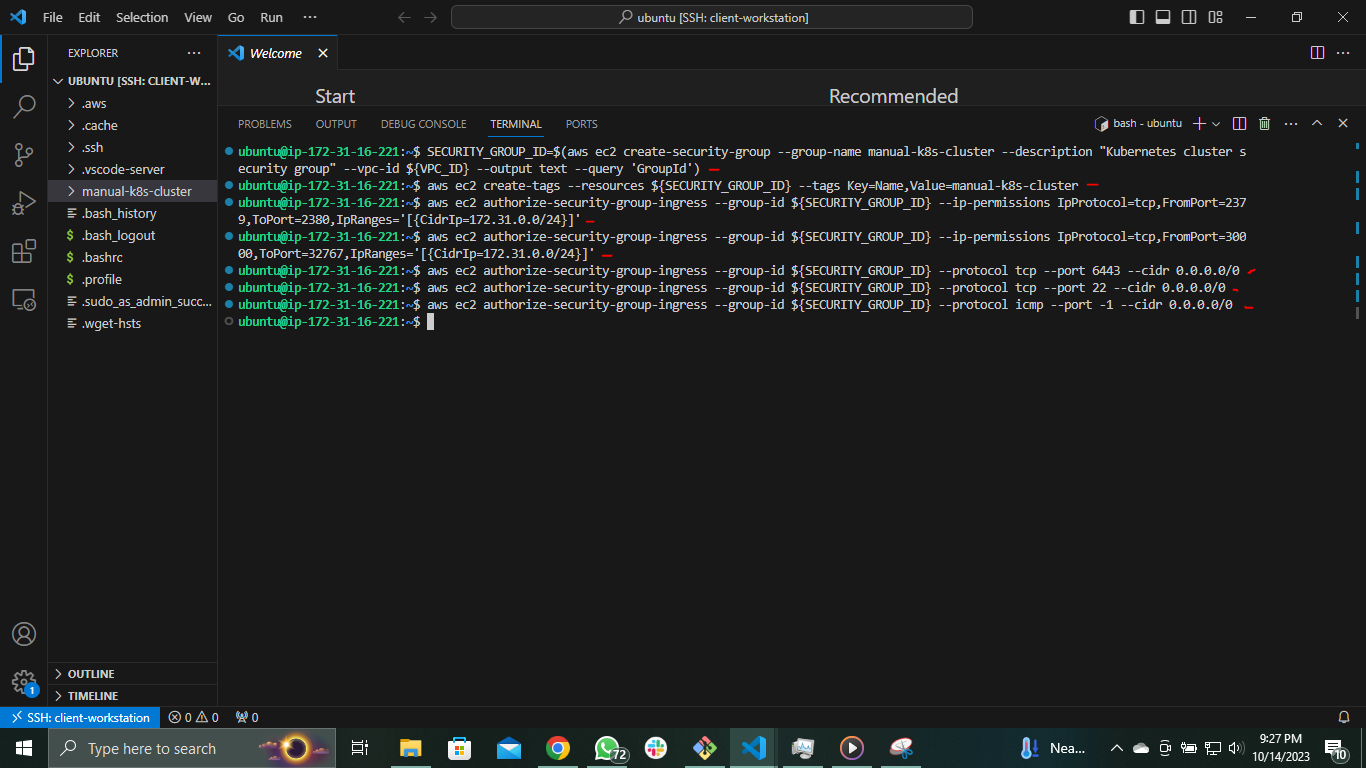 File Edit Selection View Go Run ···
ubuntu [SSH: client-workstation]
EXPLORER ···
Welcome
UBUNTU [SSH: CLIENT-W...
.aws
.cache
.ssh
.vscode-server
manual-k8s-cluster
.bash_history
$ .bash_logout
$ .bashrc
$ .profile
.sudo_as_admin_succ...
.wget-hsts
OUTLINE
TIMELINE
Start
Recommended
PROBLEMS OUTPUT DEBUG CONSOLE TERMINAL PORTS
bash - ubuntu
ubuntu@ip-172-31-16-221:~$ SECURITY_GROUP_ID=$(aws ec2 create-security-group --group-name manual-k8s-cluster --description "Kubernetes cluster s
ecurity group" --vpc-id ${VPC_ID} --output text --query 'GroupId')
ubuntu@ip-172-31-16-221:~$ aws ec2 create-tags --resources ${SECURITY_GROUP_ID} --tags Key=Name,Value=manual-k8s-cluster
ubuntu@ip-172-31-16-221:~$ aws ec2 authorize-security-group-ingress --group-id ${SECURITY_GROUP_ID} --ip-permissions IpProtocol=tcp,FromPort=237
9,ToPort=2380,IpRanges='[{CidrIp=172.31.0.0/24}]'
ubuntu@ip-172-31-16-221:~$ aws ec2 authorize-security-group-ingress --group-id ${SECURITY_GROUP_ID} --ip-permissions IpProtocol=tcp,FromPort=300
00,ToPort=32767,IpRanges='[{CidrIp=172.31.0.0/24}]'
ubuntu@ip-172-31-16-221:~$ aws ec2 authorize-security-group-ingress --group-id ${SECURITY_GROUP_ID} --protocol tcp --port 6443 --cidr 0.0.0.0/0
ubuntu@ip-172-31-16-221:~$ aws ec2 authorize-security-group-ingress --group-id ${SECURITY_GROUP_ID} --protocol tcp --port 22 --cidr 0.0.0.0/0
ubuntu@ip-172-31-16-221:~$ aws ec2 authorize-security-group-ingress --group-id ${SECURITY_GROUP_ID} --protocol icmp --port -1 --cidr 0.0.0.0/0
ubuntu@ip-172-31-16-221:~$
1
SSH: client-workstation 0 0 0
Type here to search
72
Nea...
9:27 PM
10/14/2023
10